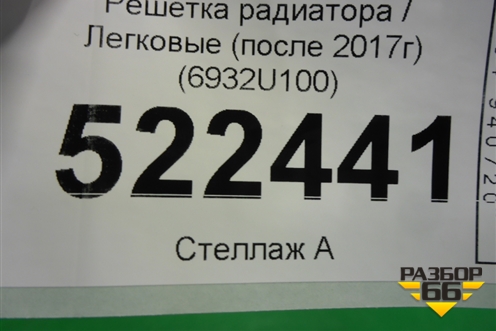 Решетка радиатора /
Легковые (после 2017г)
(6932U100)
522441
Стеллаж А
РАЗБОР
66